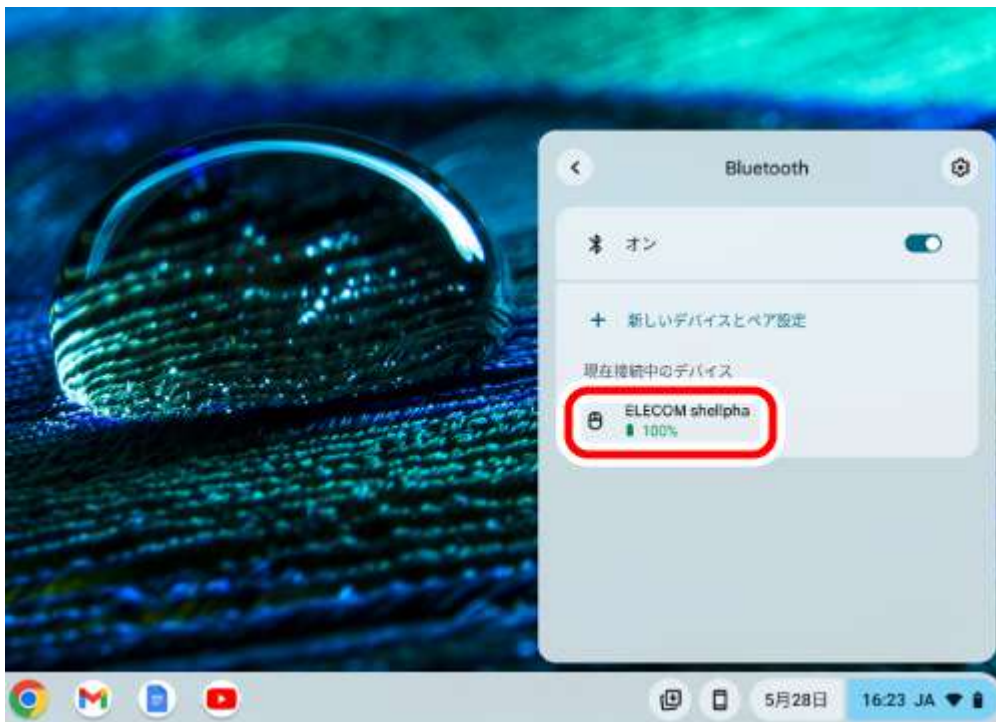 Bluetooth
オン
+ 新しいデバイスとペア設定
現在接続中のデバイス
ELECOM shellpha
100%
5月28日
16:23 JA